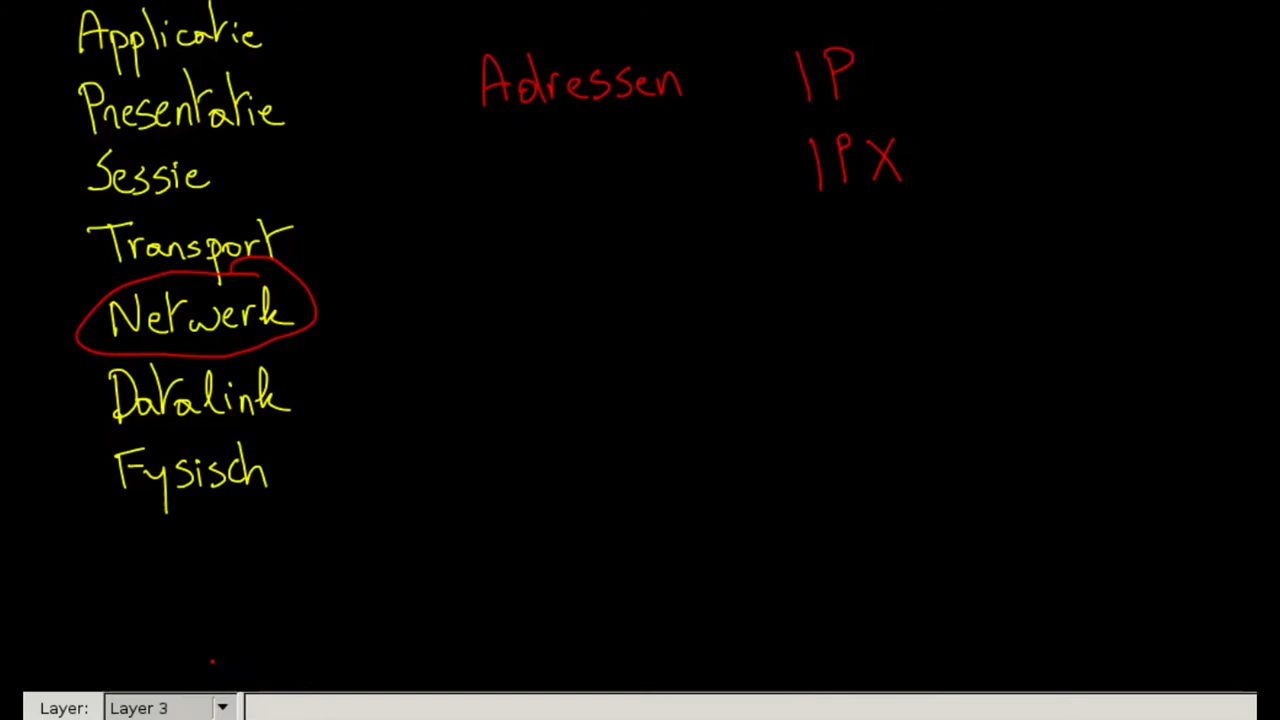 Applicatie
Presentatie
Sessie
Transport
Netwerk
Datalink
Fysisch
Adressen IP
IPX
Layer: Layer 3